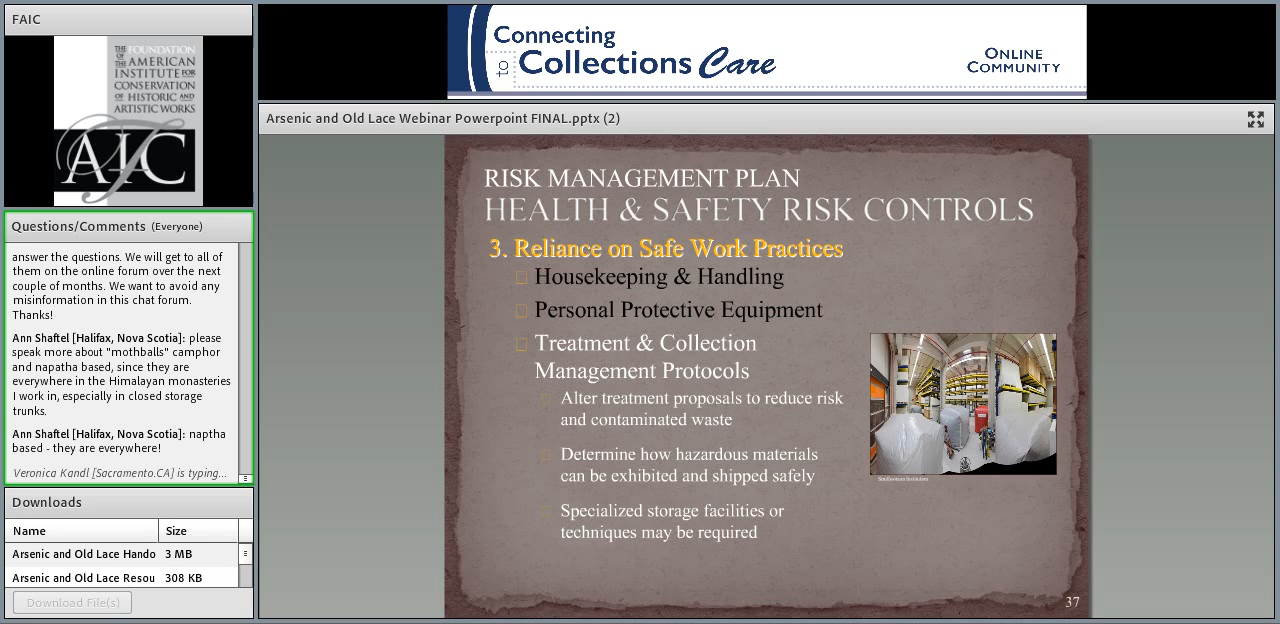 FAIC
THE FOUNDATION
OF THE AMERICAN
INSTITUTE FOR
CONSERVATION
OF HISTORIC AND
ARTISTIC WORKS
FAIC
Connecting
to Collections Care
ONLINE
COMMUNITY
Questions/Comments (Everyone)
answer the questions. We will get to all of
them on the online forum over the next
couple of months. We want to avoid any
misinformation in this chat forum.
Thanks!
Ann Shaftel [Halifax, Nova Scotia]: please
speak more about "mothballs" camphor
and napatha based, since they are
everywhere in the Himalayan monasteries
I work in, especially in closed storage
trunks.
Ann Shaftel [Halifax, Nova Scotia]: naptha
based - they are everywhere!
Veronica Kandl [Sacramento.CA] is typing...
Downloads
Name Size
Arsenic and Old Lace Hando 3 MB
Arsenic and Old Lace Resou 308 KB
Download File(s)
Arsenic and Old Lace Webinar Powerpoint FINAL.pptx (2)
RISK MANAGEMENT PLAN
HEALTH & SAFETY RISK CONTROLS
3. Reliance on Safe Work Practices
Housekeeping & Handling
Personal Protective Equipment
Treatment & Collection
Management Protocols
Alter treatment proposals to reduce risk
and contaminated waste
Determine how hazardous materials
can be exhibited and shipped safely
Specialized storage facilities or
techniques may be required
Smithsonian Institution
37